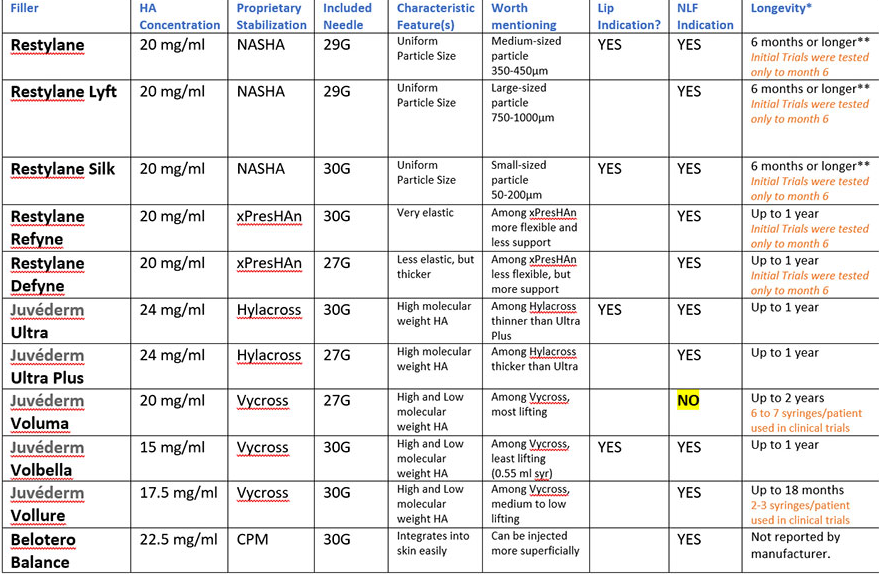 Filler
HA
Concentration
Proprietary
Stabilization
Included
Needle
Characteristic
Feature(s)
Worth
mentioning
Lip
Indication?
NLF
Indication
Longevity*
Restylane
20 mg/ml
NASHA
29G
Uniform
Particle Size
Medium-sized
particle
350-450µm
YES
YES
6 months or longer**
Initial Trials were tested
only to month 6
Restylane Lyft
20 mg/ml
NASHA
29G
Uniform
Particle Size
Large-sized
particle
750-1000µm
YES
6 months or longer**
Initial Trials were tested
only to month 6
Restylane Silk
20 mg/ml
NASHA
30G
Uniform
Particle Size
Small-sized
particle
50-200µm
YES
YES
6 months or longer**
Initial Trials were tested
only to month 6
Restylane
Refyne
20 mg/ml
xPresHAn
30G
Very elastic
Among xPresHAn
more flexible and
less support
YES
Up to 1 year
Initial Trials were tested
only to month 6
Restylane
Defyne
20 mg/ml
xPresHAn
27G
Less elastic, but
thicker
Among xPresHAn
less flexible, but
more support
YES
Up to 1 year
Initial Trials were tested
only to month 6
Juvéderm
Ultra
24 mg/ml
Hylacross
30G
High molecular
weight HA
Among Hylacross
thinner than Ultra
Plus
YES
YES
Up to 1 year
Juvéderm
Ultra Plus
24 mg/ml
Hylacross
27G
High molecular
weight HA
Among Hylacross
thicker than Ultra
YES
Up to 1 year
Juvéderm
Voluma
20 mg/ml
Vycross
27G
High and Low
molecular
weight HA
Among Vycross,
most lifting
NO
Up to 2 years
6 to 7 syringes/patient
used in clinical trials
Juvéderm
Volbella
15 mg/ml
Vycross
30G
High and Low
molecular
weight HA
Among Vycross,
least lifting
(0.55 ml syr)
YES
YES
Up to 1 year
Juvéderm
Vollure
17.5 mg/ml
Vycross
30G
High and Low
molecular
weight HA
Among Vycross,
medium to low
lifting
YES
Up to 18 months
2-3 syringes/patient
used in clinical trials
Belotero
Balance
22.5 mg/ml
CPM
30G
Integrates into
skin easily
Can be injected
more superficially
YES
Not reported by
manufacturer.